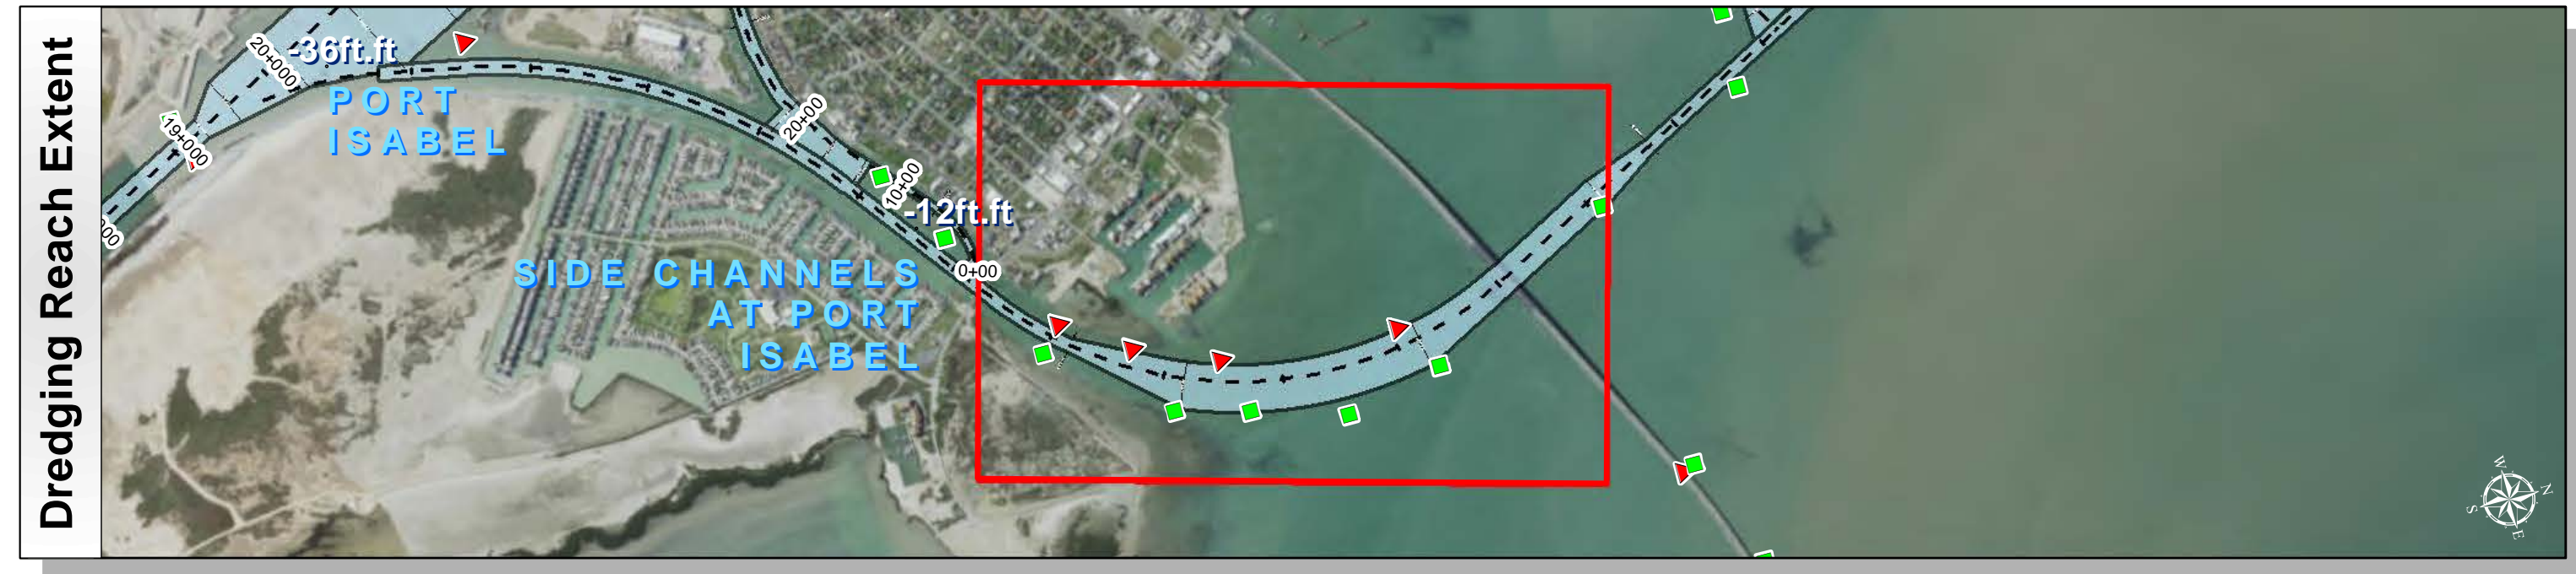 Dredging Reach Extent
20+000
-36ft.ft
19+000
PORT
ISABEL
20+00
10+00
-12ft.ft
0+00
SIDE CHANNELS
AT PORT
ISABEL
W
N
S
E